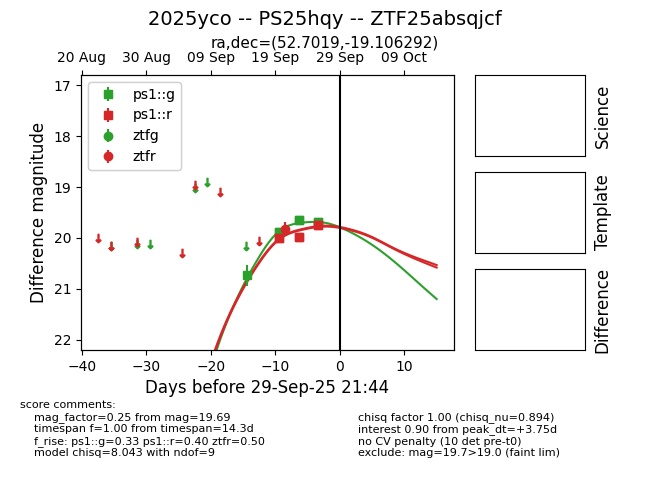 2025yco -- PS25hqy -- ZTF25absqjcf
ra,dec=(52.7019,-19.106292)
20 Aug 30 Aug 09 Sep 19 Sep 29 Sep 09 Oct
17
18
19
20
21
22
Difference magnitude
ps1::g
ps1::r
ztfg
ztfr
−40 −30 −20 −10 0 10
Days before 29-Sep-25 21:44
Science
Template
Difference
score comments:
mag_factor=0.25 from mag=19.69
timespan f=1.00 from timespan=14.3d
f_rise: ps1::g=0.33 ps1::r=0.40 ztfr=0.50
model chisq=8.043 with ndof=9
chisq factor 1.00 (chisq_nu=0.894)
interest 0.90 from peak_dt=+3.75d
no CV penalty (10 det pre-t0)
exclude: mag=19.7>19.0 (faint lim)